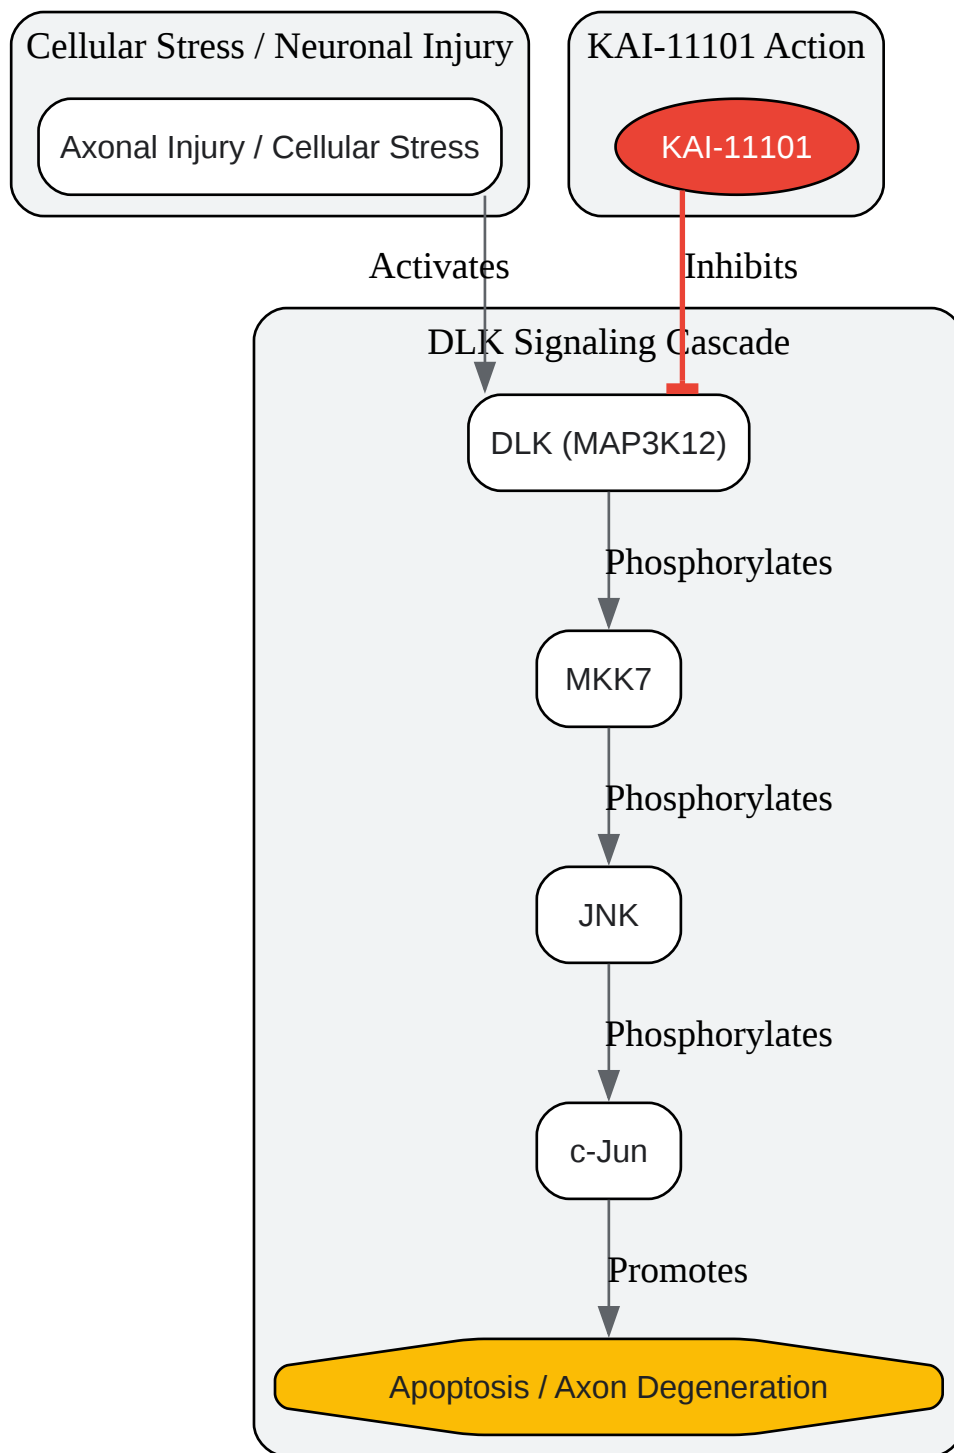 Cellular Stress / Neuronal Injury
KAI-11101 Action
Axonal Injury / Cellular Stress
KAI-11101
Activates
Inhibits
DLK Signaling Cascade
DLK (MAP3K12)
Phosphorylates
MKK7
Phosphorylates
JNK
Phosphorylates
c-Jun
Promotes
Apoptosis / Axon Degeneration